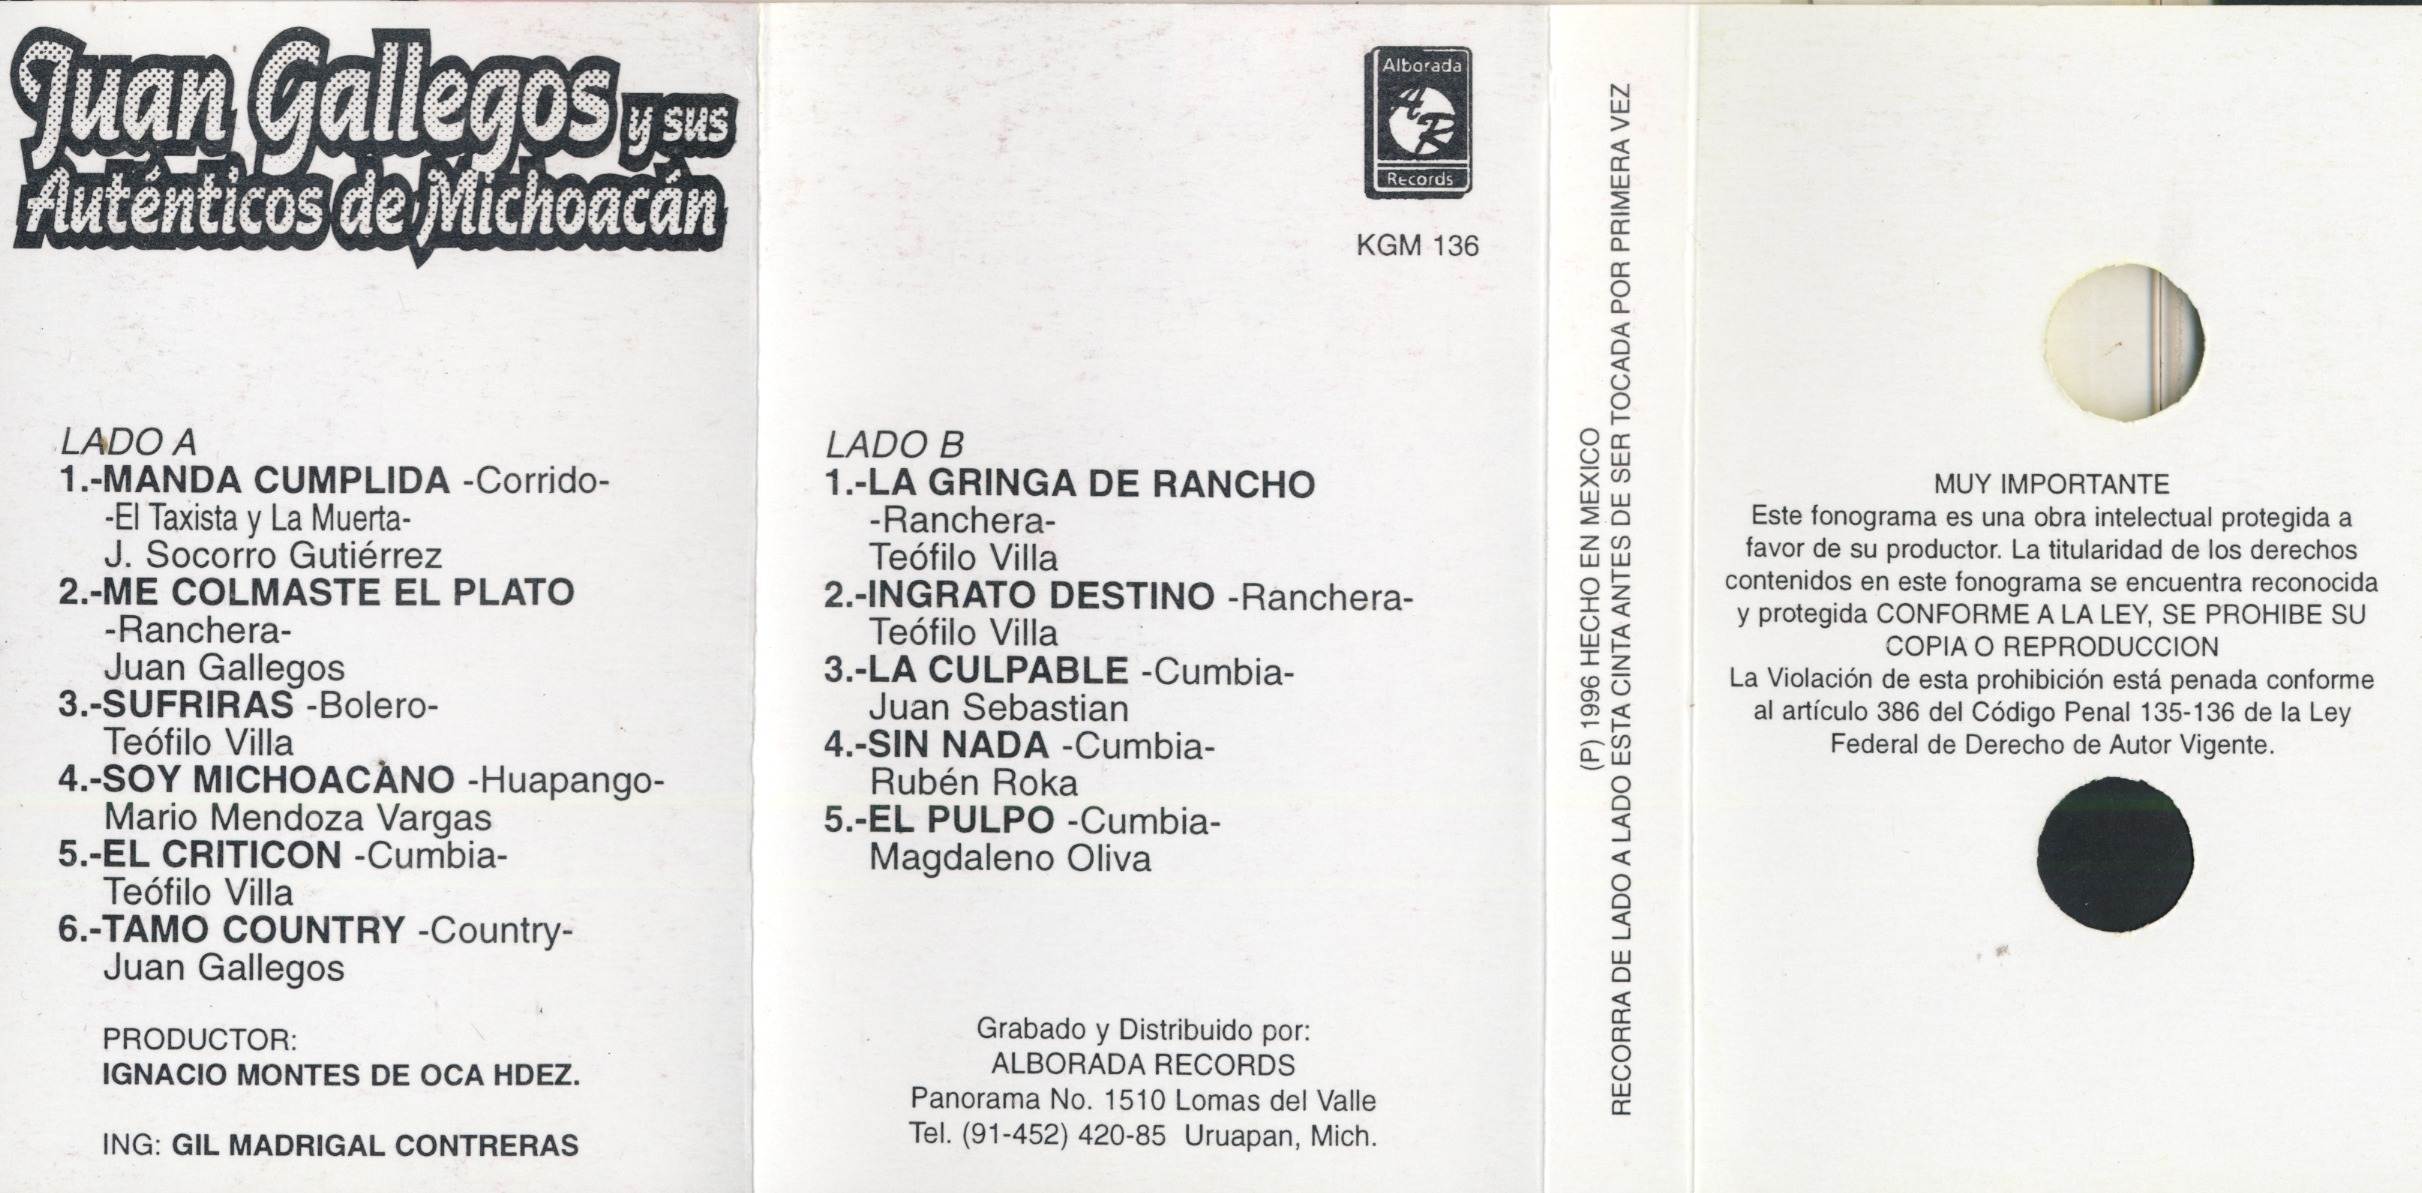 Juan Gallegos y sus
Auténticos de Michoacán
LADO A
1.-MANDA CUMPLIDA -Corrido-
-El Taxista y La Muerta-
J. Socorro Gutiérrez
2.-ME COLMASTE EL PLATO
-Ranchera-
Juan Gallegos
3.-SUFRIRAS -Bolero-
Teófilo Villa
4.-SOY MICHOACANO -Huapango-
Mario Mendoza Vargas
5.-EL CRITICON -Cumbia-
Teófilo Villa
6.-TAMO COUNTRY -Country-
Juan Gallegos
PRODUCTOR:
IGNACIO MONTES DE OCA HDEZ.
ING: GIL MADRIGAL CONTRERAS
Alborada
AR
Records
KGM 136
LADO B
1.-LA GRINGA DE RANCHO
-Ranchera-
Teófilo Villa
2.-INGRATO DESTINO -Ranchera-
Teófilo Villa
3.-LA CULPABLE -Cumbia-
Juan Sebastian
4.-SIN NADA -Cumbia-
Rubén Roka
5.-EL PULPO -Cumbia-
Magdaleno Oliva
Grabado y Distribuido por:
ALBORADA RECORDS
Panorama No. 1510 Lomas del Valle
Tel. (91-452) 420-85 Uruapan, Mich.
(P) 1996 HECHO EN MEXICO
RECORRA DE LADO A LADO ESTA CINTA ANTES DE SER TOCADA POR PRIMERA VEZ
MUY IMPORTANTE
Este fonograma es una obra intelectual protegida a
favor de su productor. La titularidad de los derechos
contenidos en este fonograma se encuentra reconocida
y protegida CONFORME A LA LEY, SE PROHIBE SU
COPIA O REPRODUCCION
La Violación de esta prohibición está penada conforme
al artículo 386 del Código Penal 135-136 de la Ley
Federal de Derecho de Autor Vigente.